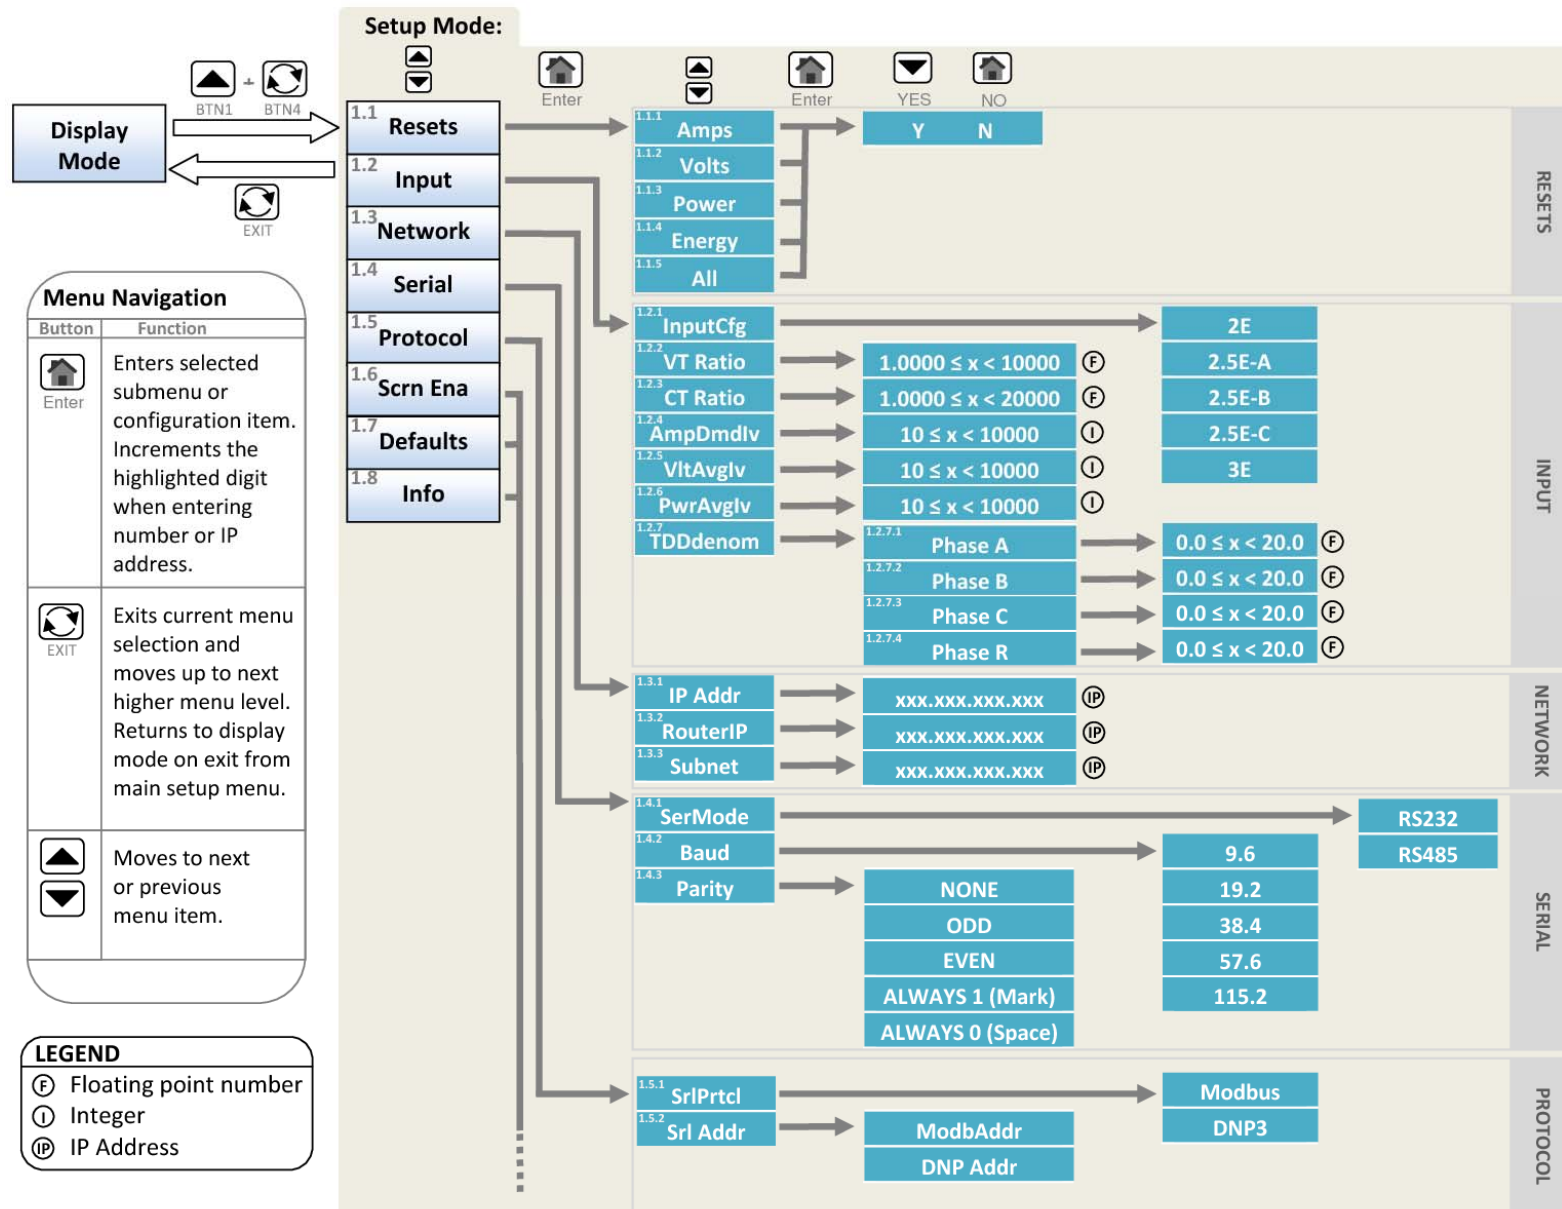 Setup Mode:
BTN1 + BTN4
Enter
Enter
YES
NO
Display
Mode
EXIT
1.1 Resets
1.2 Input
1.3 Network
1.4 Serial
1.5 Protocol
1.6 Scrn Ena
1.7 Defaults
1.8 Info
Menu Navigation
Button Function
Enter
Enters selected
submenu or
configuration item.
Increments the
highlighted digit
when entering
number or IP
address.
EXIT
Exits current menu
selection and
moves up to next
higher menu level.
Returns to display
mode on exit from
main setup menu.
Moves to next
or previous
menu item.
LEGEND
F Floating point number
I Integer
IP IP Address
1.1.1 Amps
Y N
1.1.2 Volts
1.1.3 Power
1.1.4 Energy
1.1.5 All
RESETS
1.2.1 InputCfg
2E
2.5E-A
2.5E-B
2.5E-C
3E
1.2.2 VT Ratio
1.0000 ≤ x < 10000 F
1.2.3 CT Ratio
1.0000 ≤ x < 20000 F
1.2.4 AmpDmdIv
10 ≤ x < 10000 I
1.2.5 VltAvgIv
10 ≤ x < 10000 I
1.2.6 PwrAvgIv
10 ≤ x < 10000 I
1.2.7 TDDdenom
1.2.7.1 Phase A
0.0 ≤ x < 20.0 F
1.2.7.2 Phase B
0.0 ≤ x < 20.0 F
1.2.7.3 Phase C
0.0 ≤ x < 20.0 F
1.2.7.4 Phase R
0.0 ≤ x < 20.0 F
INPUT
1.3.1 IP Addr
xxx.xxx.xxx.xxx IP
1.3.2 RouterIP
xxx.xxx.xxx.xxx IP
1.3.3 Subnet
xxx.xxx.xxx.xxx IP
NETWORK
1.4.1 SerMode
RS232
RS485
1.4.2 Baud
9.6
19.2
38.4
57.6
115.2
1.4.3 Parity
NONE
ODD
EVEN
ALWAYS 1 (Mark)
ALWAYS 0 (Space)
SERIAL
1.5.1 SrlPrtcl
Modbus
DNP3
1.5.2 Srl Addr
ModbAddr
DNP Addr
PROTOCOL